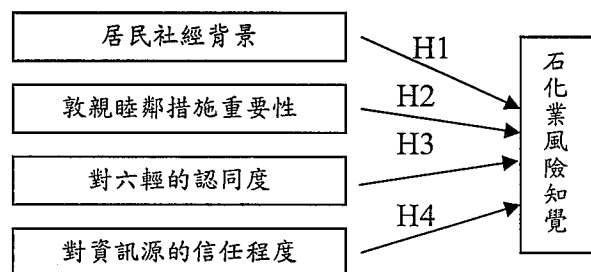 居民社經背景
H1
敦親睦鄰措施重要性
H2
對六輕的認同度
H3
對資訊源的信任程度
H4
石化業風險知覺